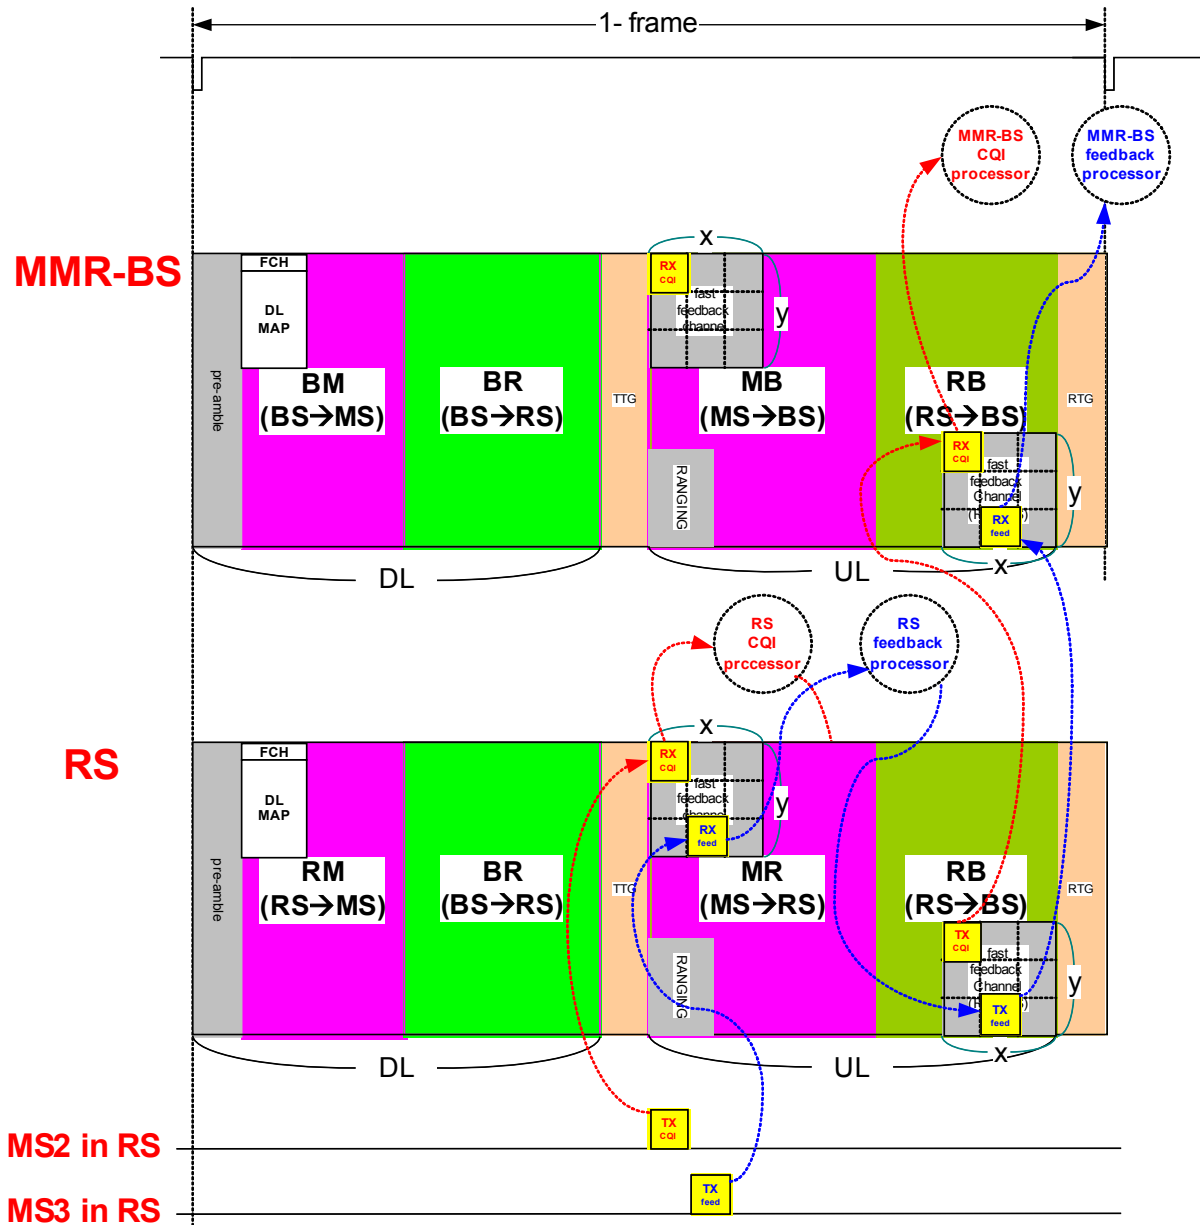 1- frame
MMR-BS
CQI
processor
MMR-BS
feedback
processor
MMR-BS
pre-amble
FCH
DL
MAP
BM
(BS→MS)
BR
(BS→RS)
TTG
x
RX
CQI
fast
feedback
channel
y
MB
(MS→BS)
RANGING
RB
(RS→BS)
RX
CQI
fast
feedback
Channel
RX
feed
y
x
RTG
DL
UL
RS
CQI
prccessor
RS
feedback
processor
RS
pre-amble
FCH
DL
MAP
RM
(RS→MS)
BR
(BS→RS)
TTG
x
RX
CQI
fast
feedback
channel
RX
feed
y
MR
(MS→RS)
RANGING
RB
(RS→BS)
TX
CQI
fast
feedback
Channel
TX
feed
y
x
RTG
DL
UL
MS2 in RS
TX
CQI
MS3 in RS
TX
feed